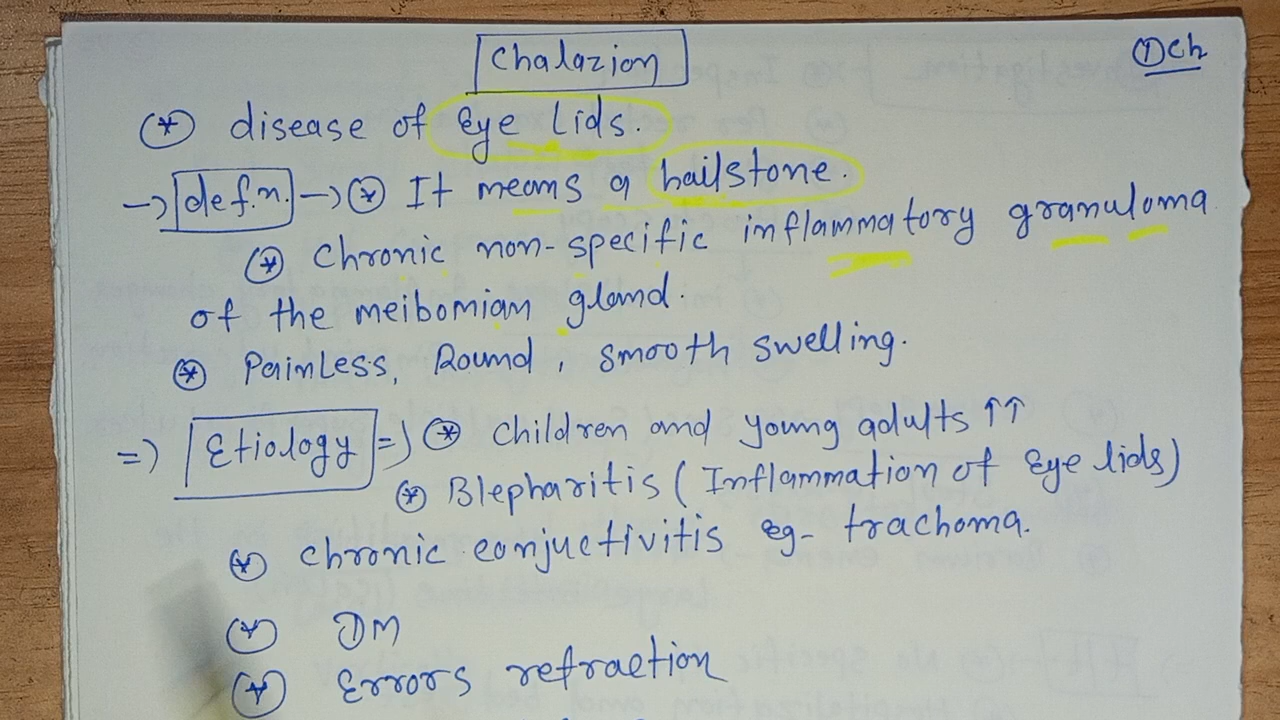 Chalazion
① Ch
⊛ disease of Eye Lids.
→ defn. → ⊛ It means a hailstone.
⊛ Chronic non-specific inflammatory granuloma
of the meibomian gland.
⊛ Painless, Round, smooth swelling.
⇒ Etiology ⇒ ⊛ Children and young adults ↑↑
⊛ Blepharitis (Inflammation of Eye lids)
⊛ chronic conjuctivitis eg- trachoma.
⊛ DM
⊛ Errors refraction